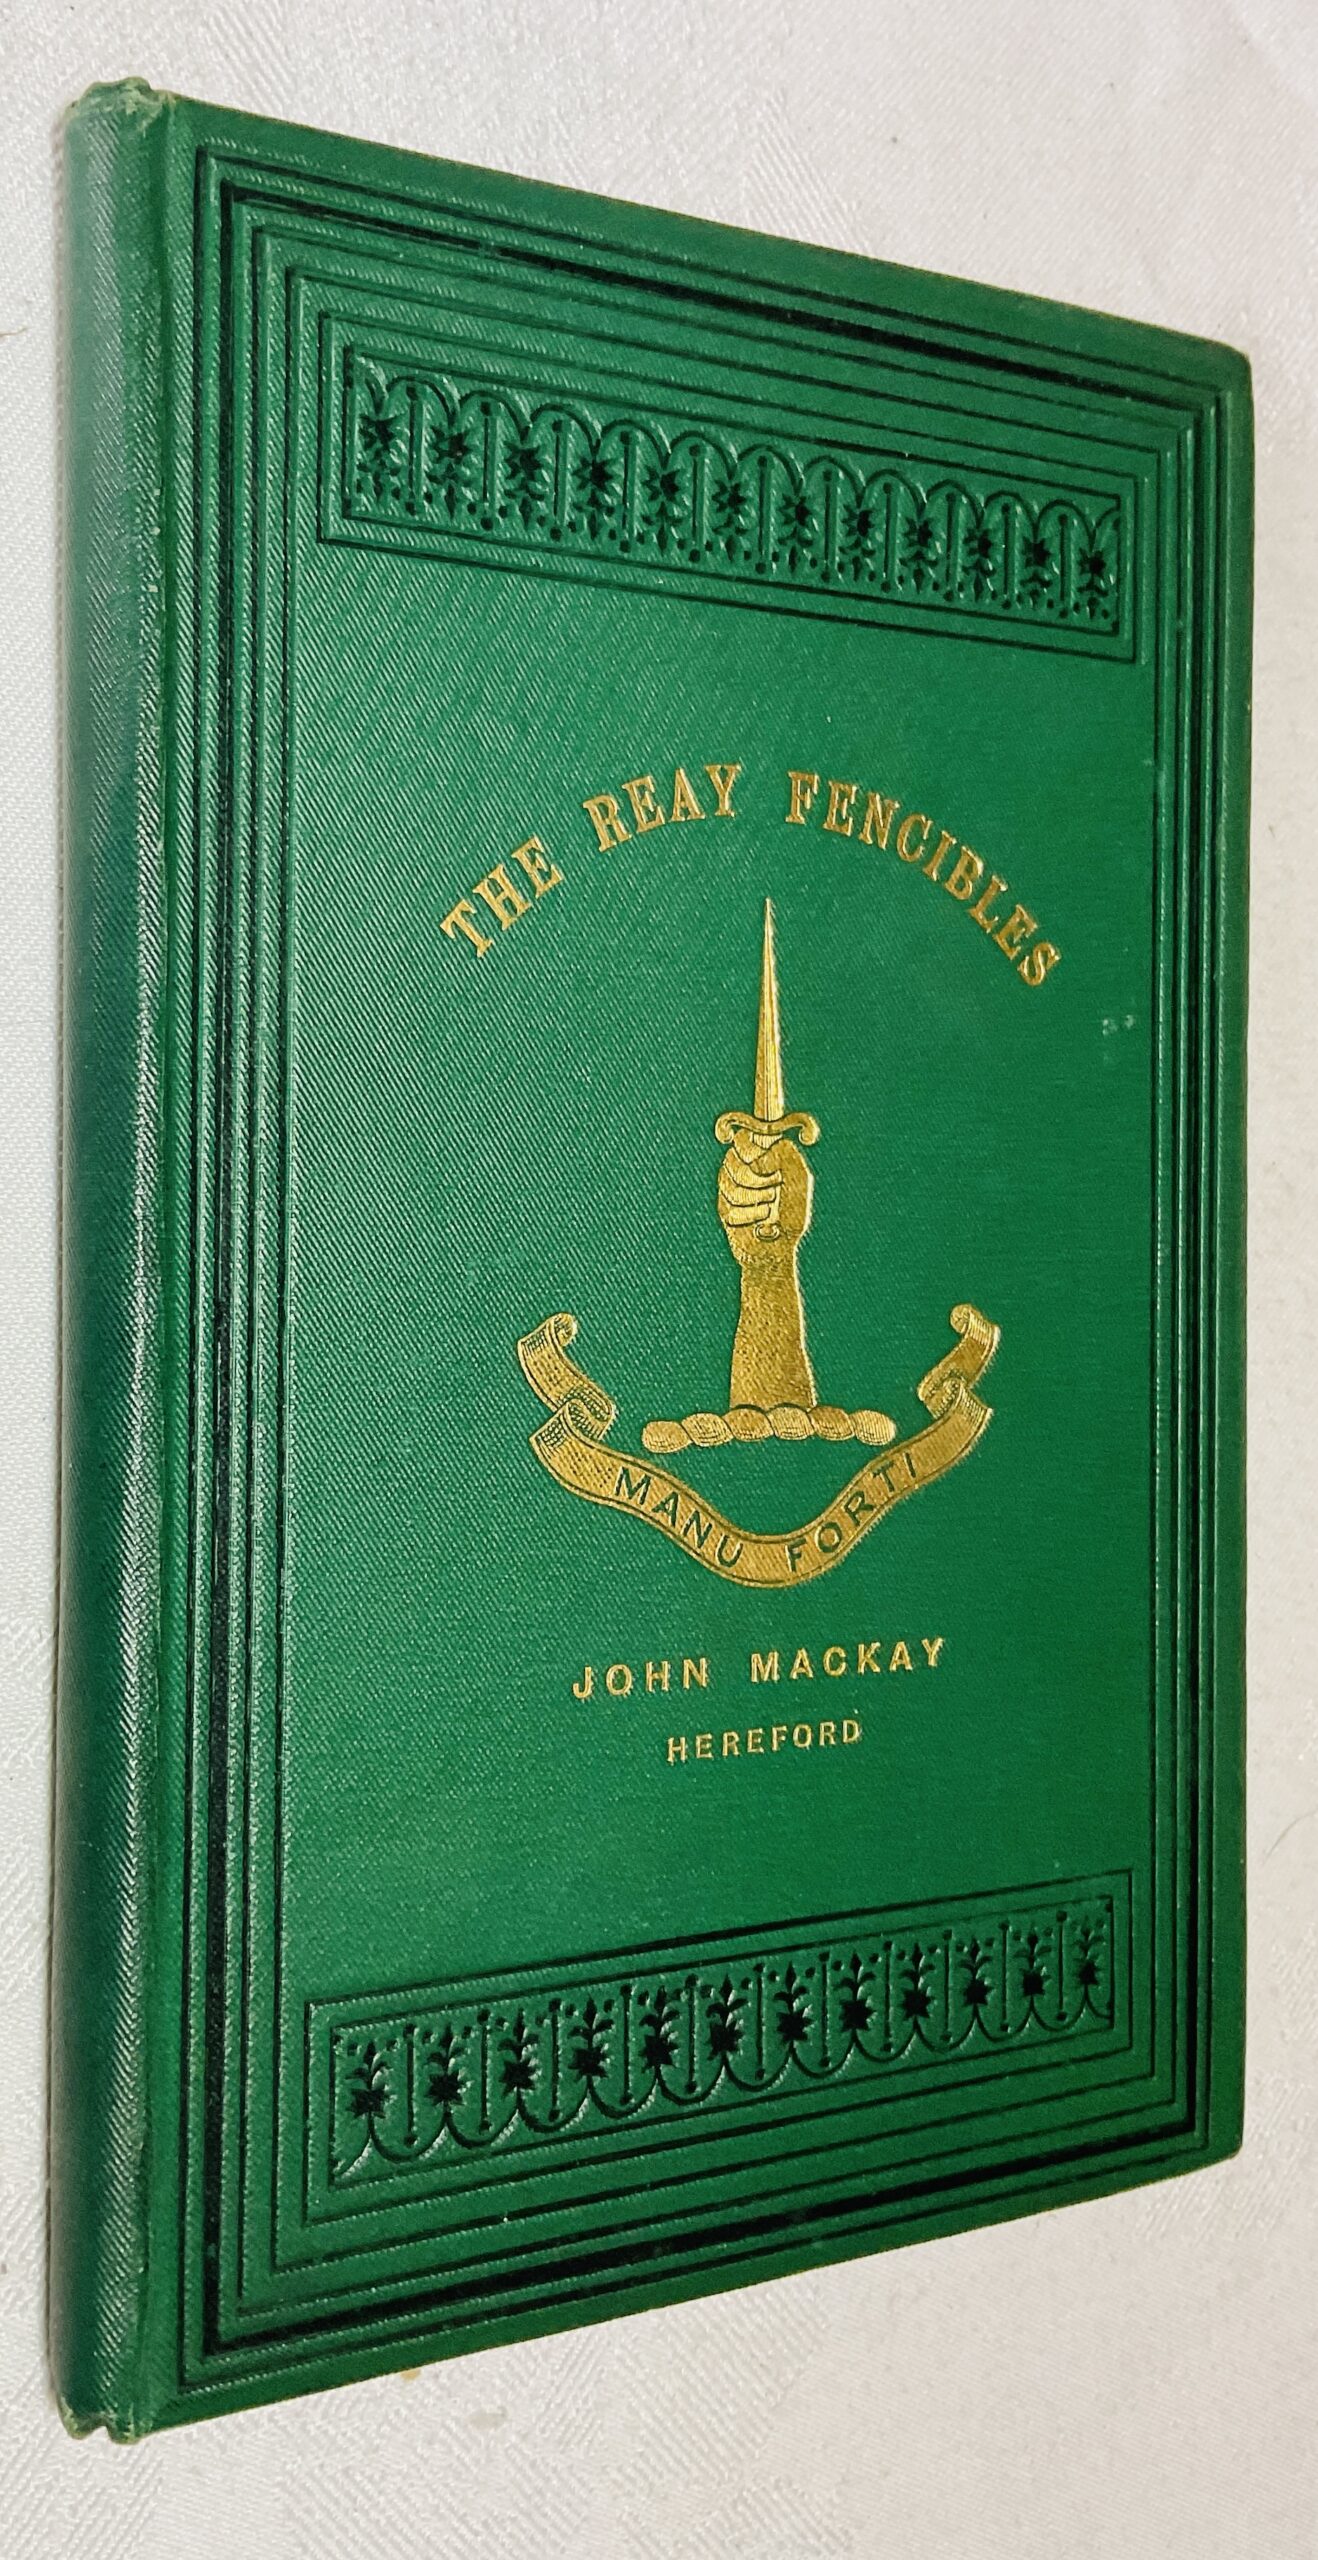 THE REAY FENCIBLES
MANU FORTI
JOHN MACKAY
HEREFORD